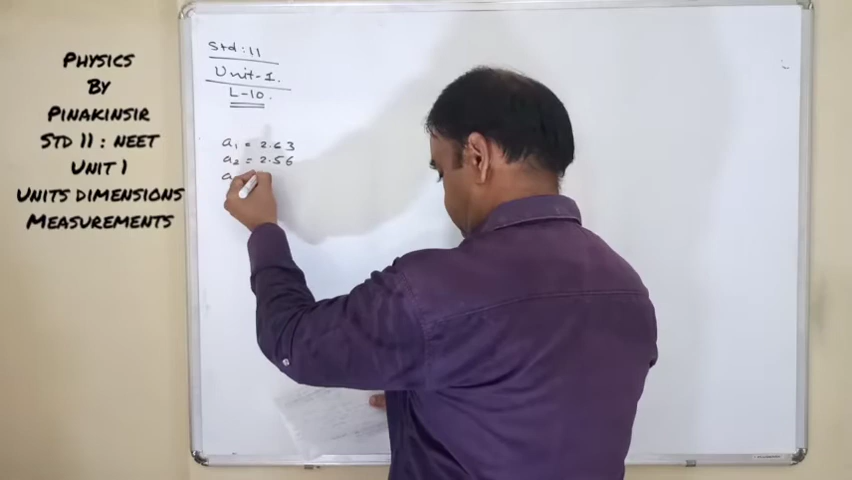 PHYSICS
BY
PINAKINSIR
STD 11 : NEET
UNIT 1
UNITS DIMENSIONS
MEASUREMENTS
Std : 11
Unit-1.
L-10.
a₁ = 2.63
a₂ = 2.56
a